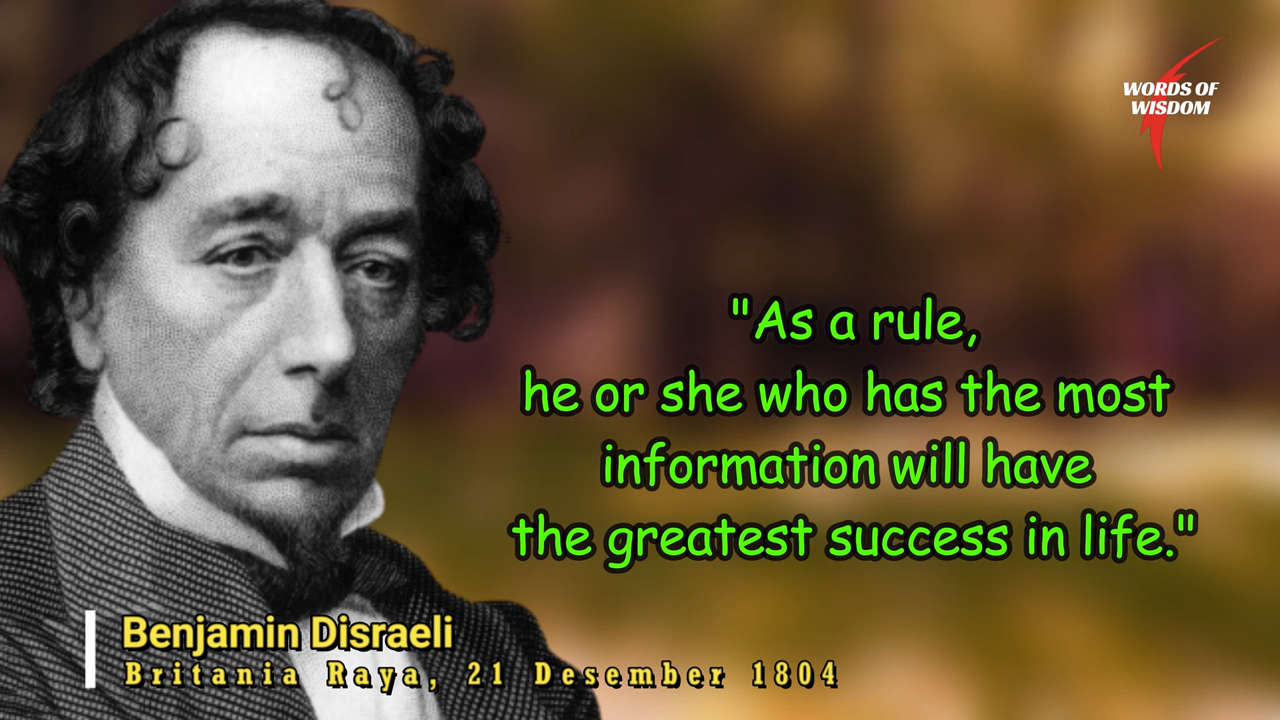 WORDS OF
WISDOM
"As a rule,
he or she who has the most
information will have
the greatest success in life."
Benjamin Disraeli
Britania Raya, 21 Desember 1804